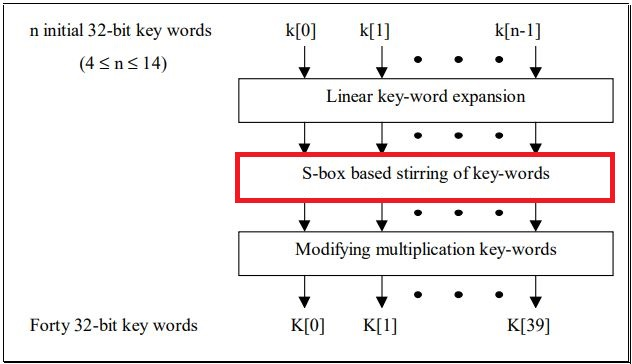 n initial 32-bit key words k[0] k[1] k[n-1]
(4 ≤ n ≤ 14)
Linear key-word expansion
S-box based stirring of key-words
Modifying multiplication key-words
Forty 32-bit key words K[0] K[1] K[39]